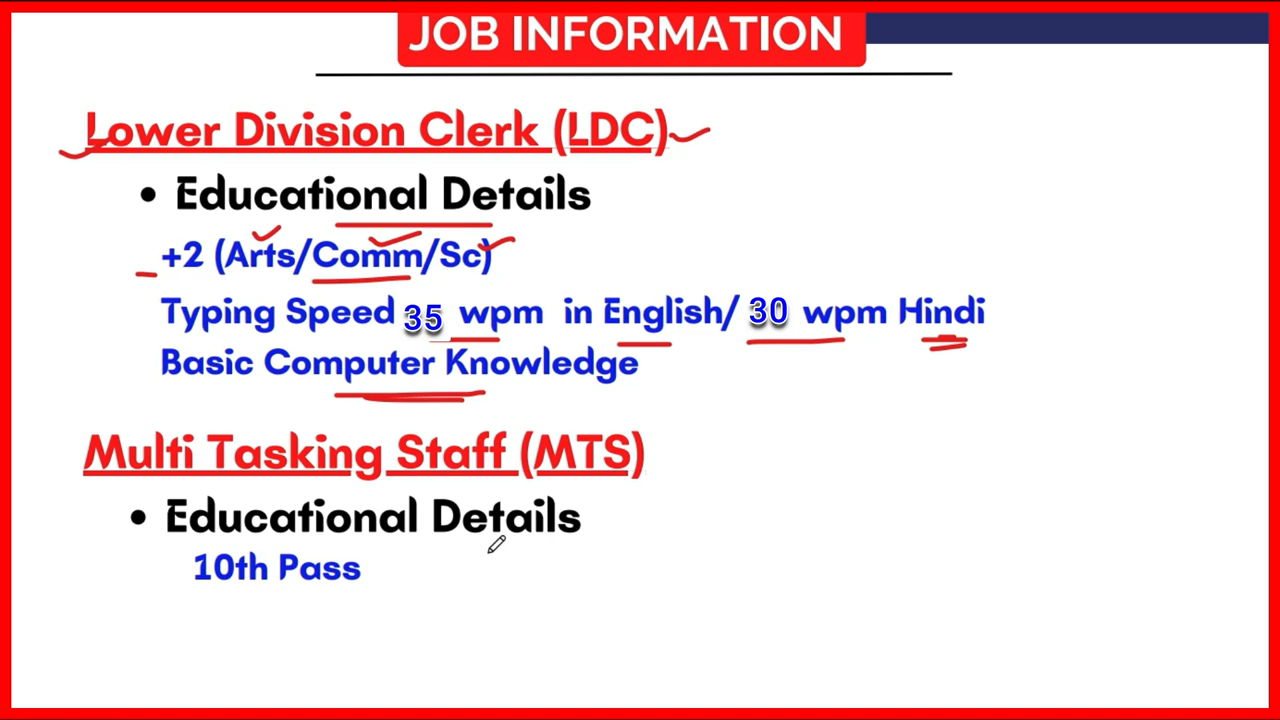 JOB INFORMATION
Lower Division Clerk (LDC)
• Educational Details
+2 (Arts/Comm/Sc)
Typing Speed 35 wpm in English/ 30 wpm Hindi
Basic Computer Knowledge
Multi Tasking Staff (MTS)
• Educational Details
10th Pass